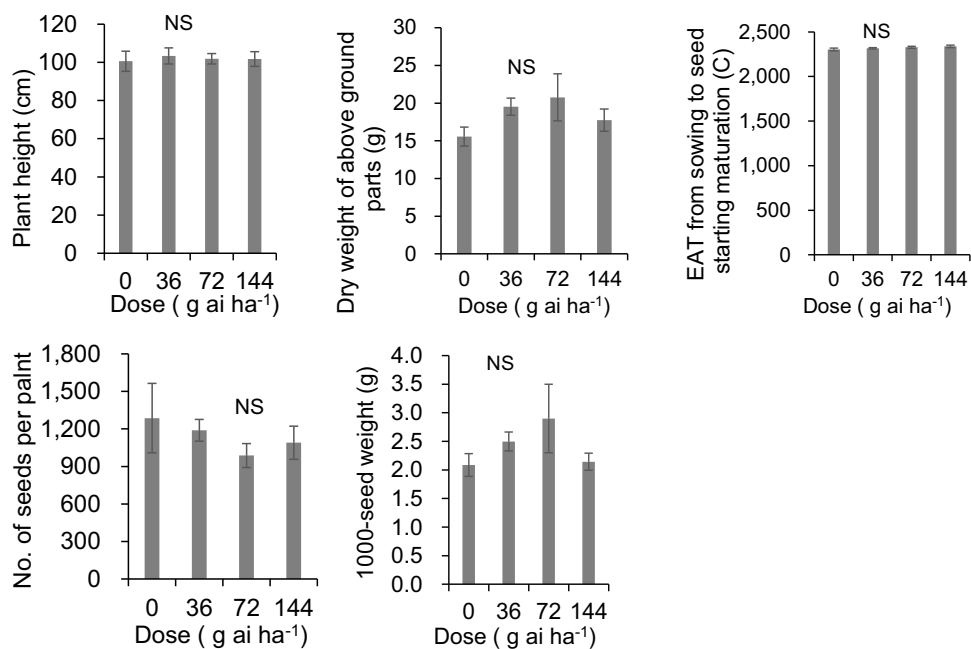 Plant height (cm)
120
100
80
60
40
20
0
NS
0 36 72 144
Dose ( g ai ha-1)
Dry weight of above ground
parts (g)
30
25
20
15
10
5
0
NS
0 36 72 144
Dose ( g ai ha-1)
EAT from sowing to seed
starting maturation (C)
2,500
2,000
1,500
1,000
500
0
NS
0 36 72 144
Dose ( g ai ha-1)
No. of seeds per palnt
1,800
1,500
1,200
900
600
300
0
NS
0 36 72 144
Dose ( g ai ha-1)
1000-seed weight (g)
4.0
3.5
3.0
2.5
2.0
1.5
1.0
0.5
0.0
NS
0 36 72 144
Dose ( g ai ha-1)